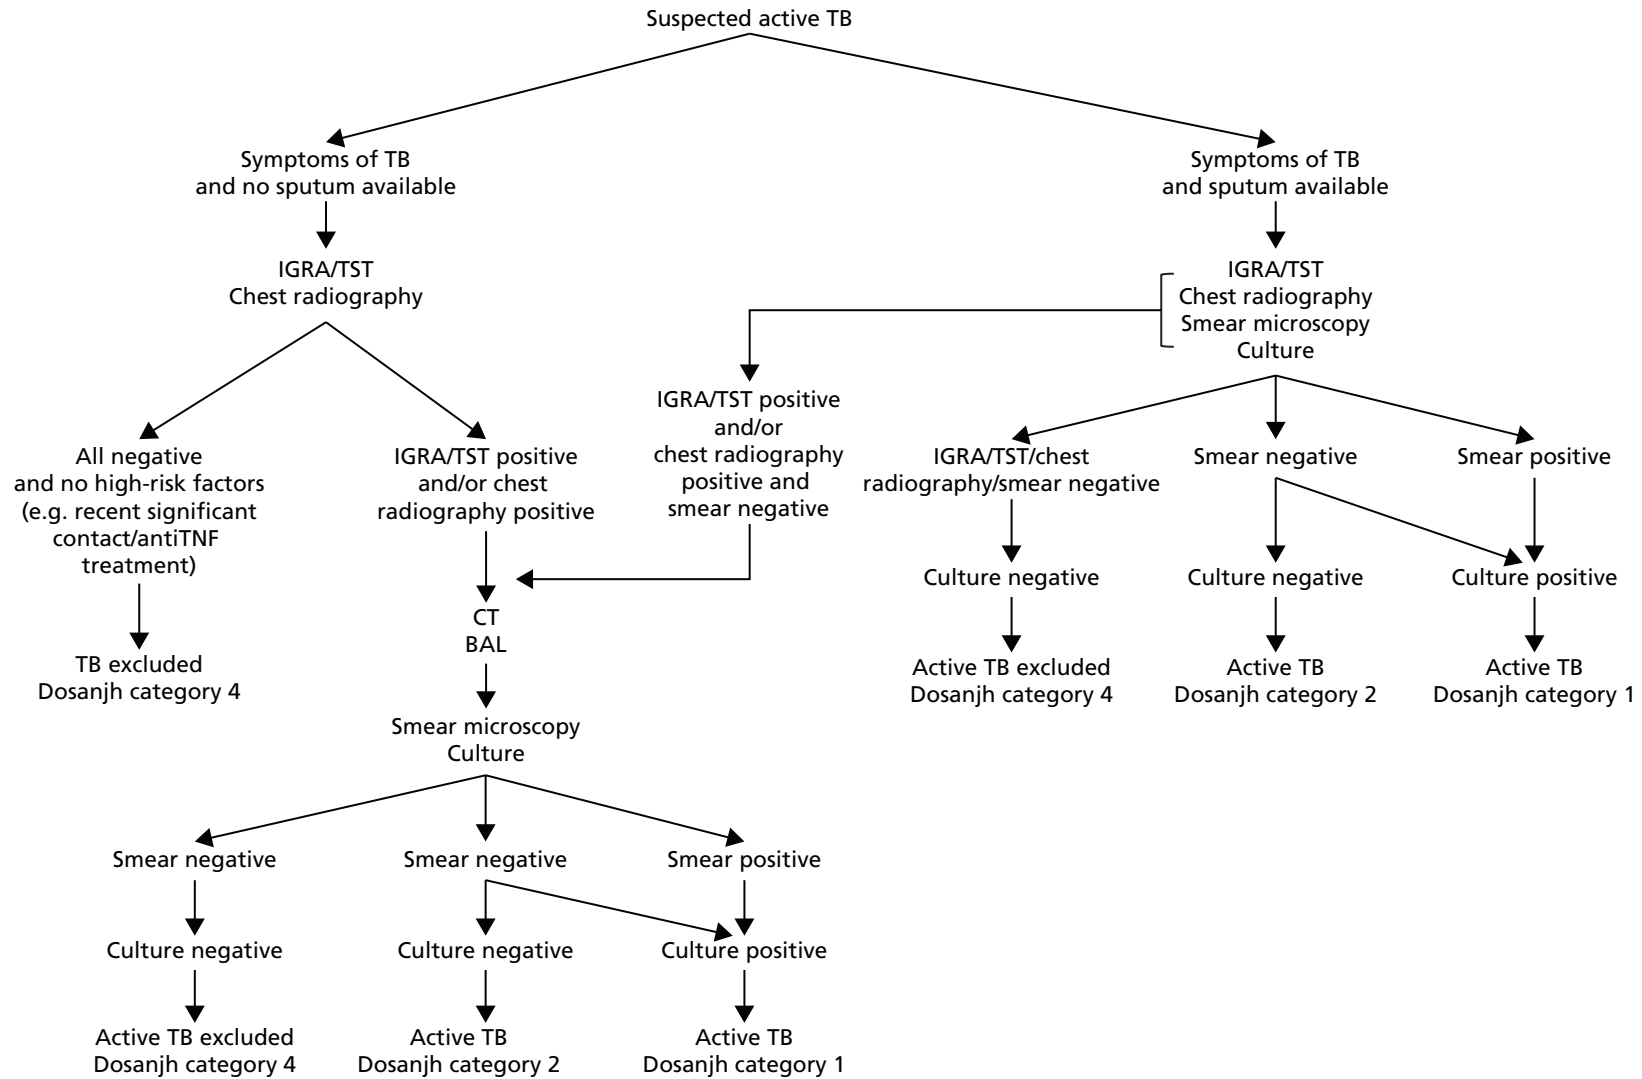 Suspected active TB
Symptoms of TB
and no sputum available
Symptoms of TB
and sputum available
IGRA/TST
Chest radiography
IGRA/TST
Chest radiography
Smear microscopy
Culture
All negative
and no high-risk factors
(e.g. recent significant
contact/antiTNF
treatment)
IGRA/TST positive
and/or chest
radiography positive
IGRA/TST positive
and/or
chest radiography
positive and
smear negative
IGRA/TST/chest
radiography/smear negative
Smear negative
Smear positive
Culture negative
Culture negative
Culture positive
TB excluded
Dosanjh category 4
CT
BAL
Active TB excluded
Dosanjh category 4
Active TB
Dosanjh category 2
Active TB
Dosanjh category 1
Smear microscopy
Culture
Smear negative
Smear negative
Smear positive
Culture negative
Culture negative
Culture positive
Active TB excluded
Dosanjh category 4
Active TB
Dosanjh category 2
Active TB
Dosanjh category 1